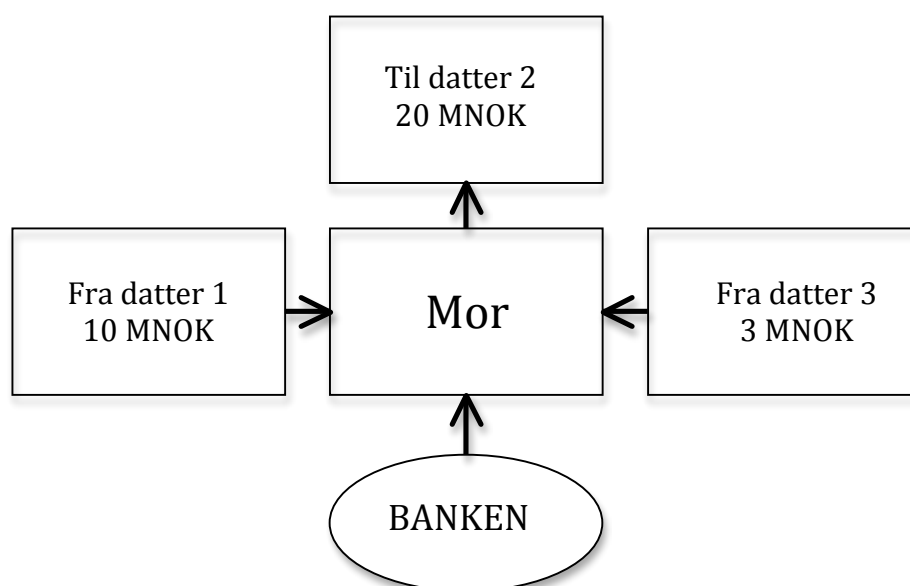 Til datter 2
20 MNOK
Fra datter 1
10 MNOK
Mor
Fra datter 3
3 MNOK
BANKEN